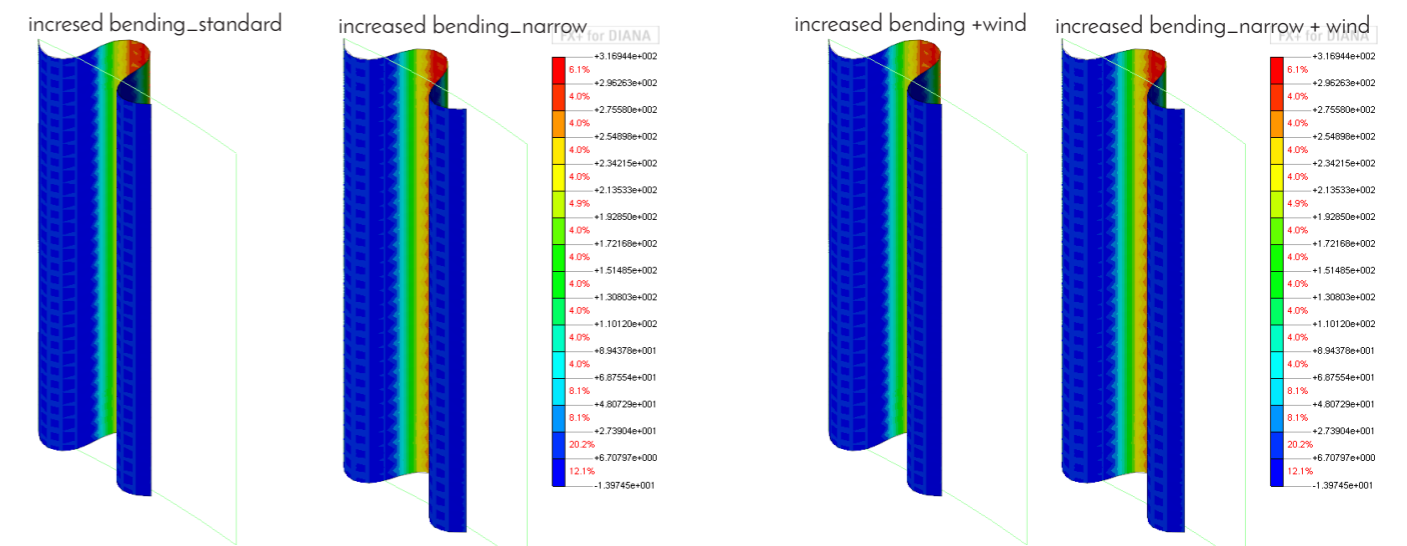 incresed bending_standard
increased bending_narrow
FX+ for DIANA
+3.16944e+002
6.1%
+2.96263e+002
4.0%
+2.75580e+002
4.0%
+2.54898e+002
4.0%
+2.34215e+002
4.0%
+2.13533e+002
4.9%
+1.92850e+002
4.0%
+1.72168e+002
4.0%
+1.51485e+002
4.0%
+1.30803e+002
4.0%
+1.10120e+002
4.0%
+8.94378e+001
4.0%
+6.87554e+001
8.1%
+4.80729e+001
8.1%
+2.73904e+001
20.2%
+6.70797e+000
12.1%
-1.39745e+001
increased bending +wind
increased bending_narrow + wind
FX+ for DIANA
+3.16944e+002
6.1%
+2.96263e+002
4.0%
+2.75580e+002
4.0%
+2.54898e+002
4.0%
+2.34215e+002
4.0%
+2.13533e+002
4.9%
+1.92850e+002
4.0%
+1.72168e+002
4.0%
+1.51485e+002
4.0%
+1.30803e+002
4.0%
+1.10120e+002
4.0%
+8.94378e+001
4.0%
+6.87554e+001
8.1%
+4.80729e+001
8.1%
+2.73904e+001
20.2%
+6.70797e+000
12.1%
-1.39745e+001